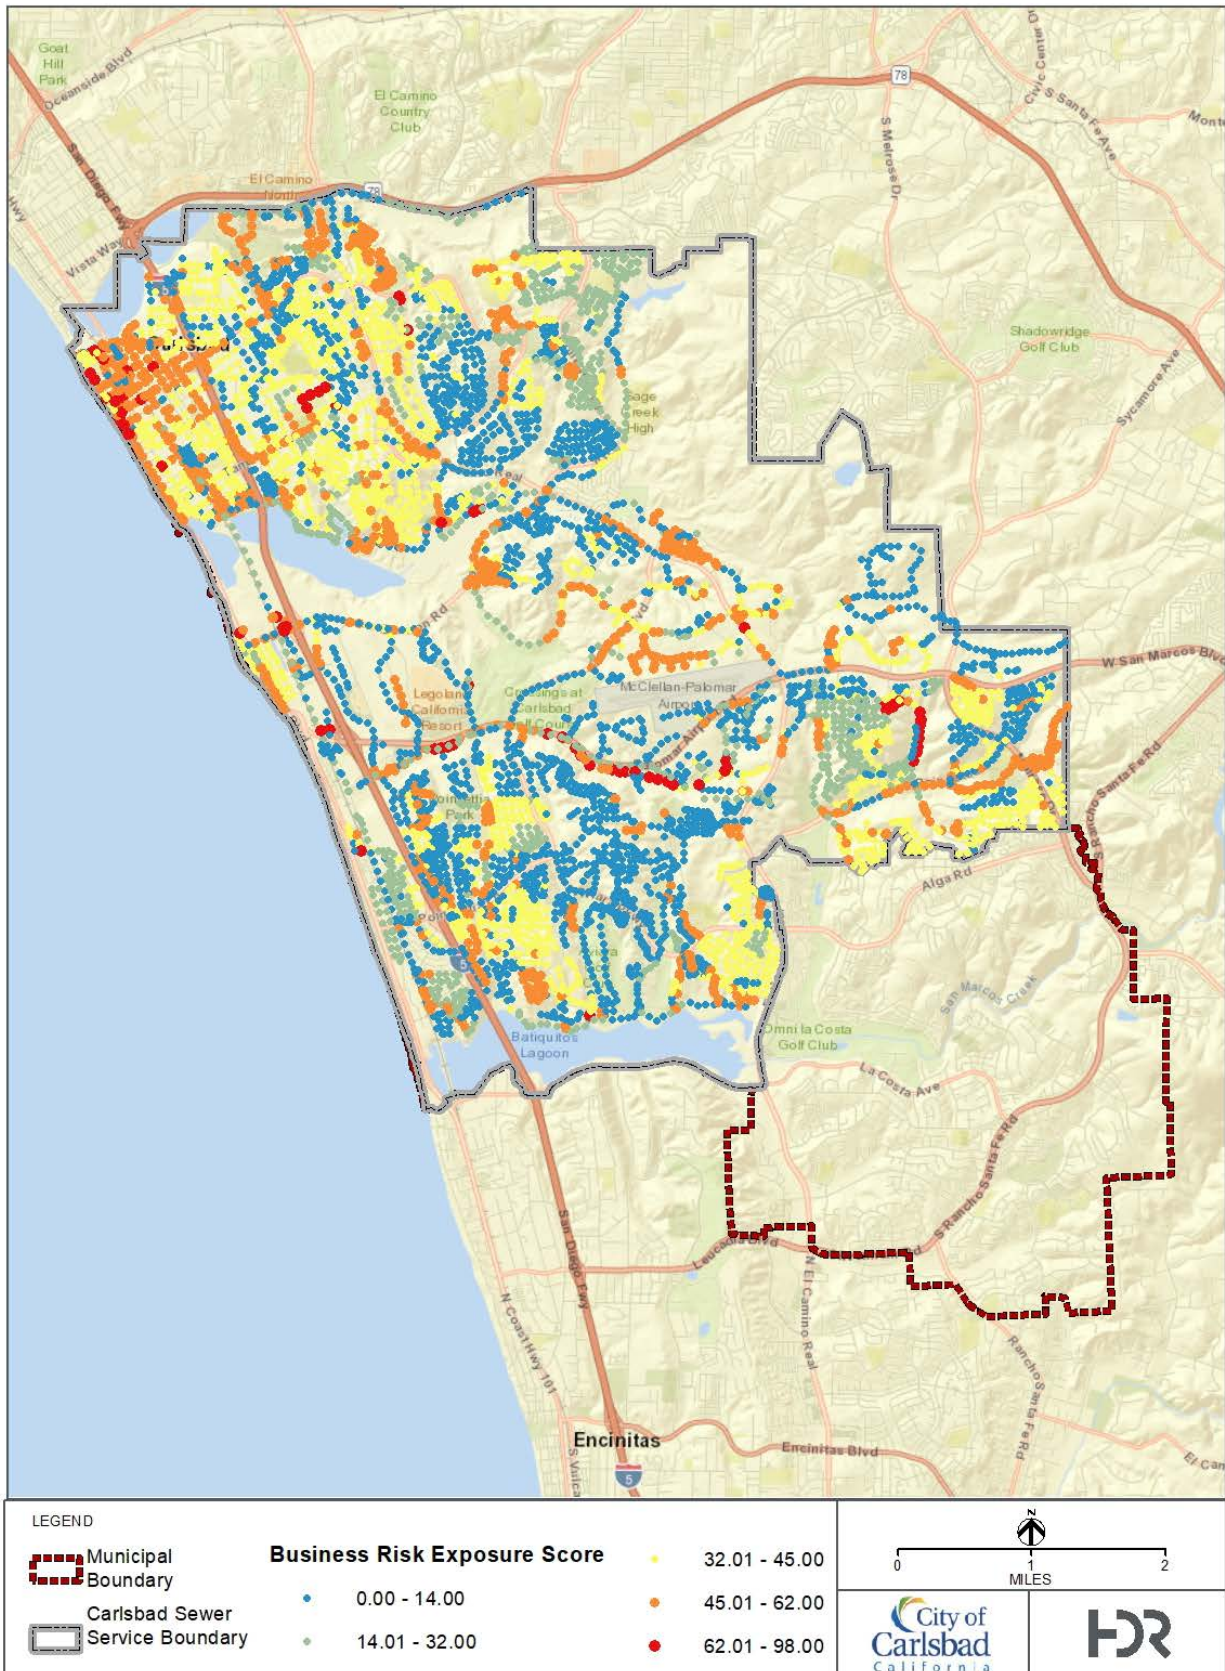 Goat
Hill
Park
Oceanside Blvd
El Camino
Country
Club
78
Civic Center Dr
S Santa Fe Ave
S Melrose Dr
San Diego Fwy
Hwy
El Camino
North
78
Vista Way
5
Shadowridge
Golf Club
Sycamore Ave
Sage
Creek
High
Real
Legoland
California
Resort
Crossings at
Carlsbad
Golf Course
McClellan-Palomar
Airport
W San Marcos Blvd
Rancho Santa Fe Rd
Alga Rd
5
San Marcos Creek
Batiquitos
Lagoon
Omni la Costa
Golf Club
La Costa Ave
S Rancho Santa Fe Rd
Leucadia Blvd
San Diego Fwy
N El Camino Real
N Coast Hwy 101
Rancho Santa Fe Rd
Encinitas
Encinitas Blvd
5
LEGEND
Municipal
Boundary
Carlsbad Sewer
Service Boundary
Business Risk Exposure Score
0.00 - 14.00
14.01 - 32.00
32.01 - 45.00
45.01 - 62.00
62.01 - 98.00
N
0 1 2
MILES
City of
Carlsbad
California
HDR